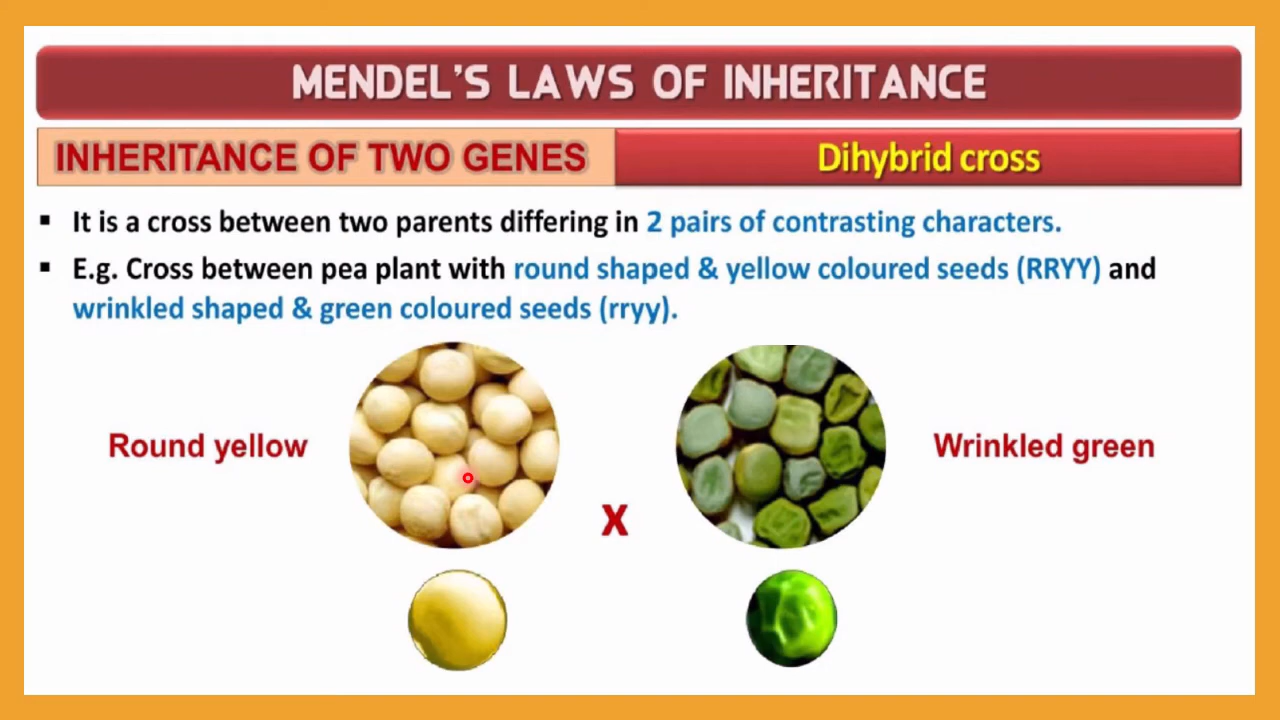 MENDEL'S LAWS OF INHERITANCE
INHERITANCE OF TWO GENES
Dihybrid cross
▪ It is a cross between two parents differing in 2 pairs of contrasting characters.
▪ E.g. Cross between pea plant with round shaped & yellow coloured seeds (RRYY) and
wrinkled shaped & green coloured seeds (rryy).
Round yellow
X
Wrinkled green